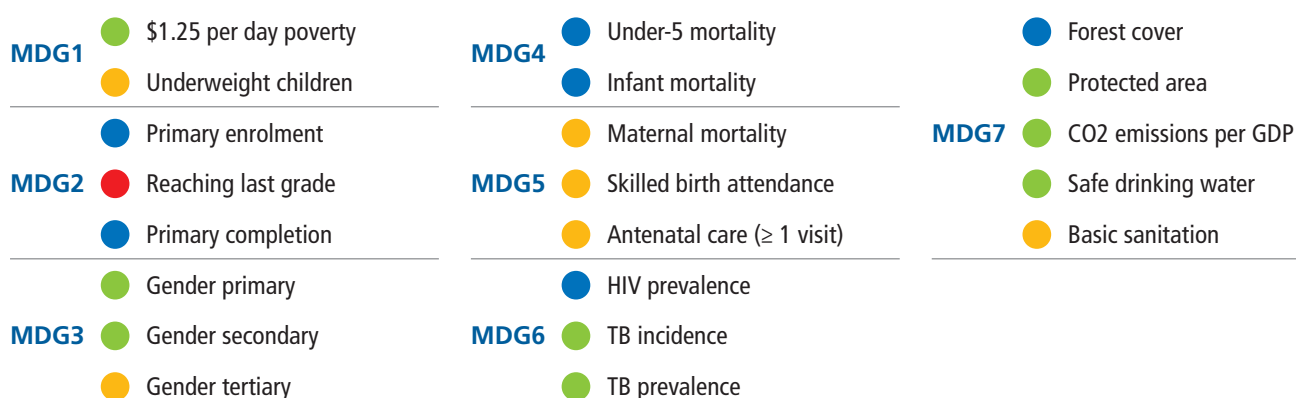 MDG1
$1.25 per day poverty
Underweight children
MDG2
Primary enrolment
Reaching last grade
Primary completion
MDG3
Gender primary
Gender secondary
Gender tertiary
MDG4
Under-5 mortality
Infant mortality
MDG5
Maternal mortality
Skilled birth attendance
Antenatal care (≥ 1 visit)
MDG6
HIV prevalence
TB incidence
TB prevalence
MDG7
Forest cover
Protected area
CO2 emissions per GDP
Safe drinking water
Basic sanitation